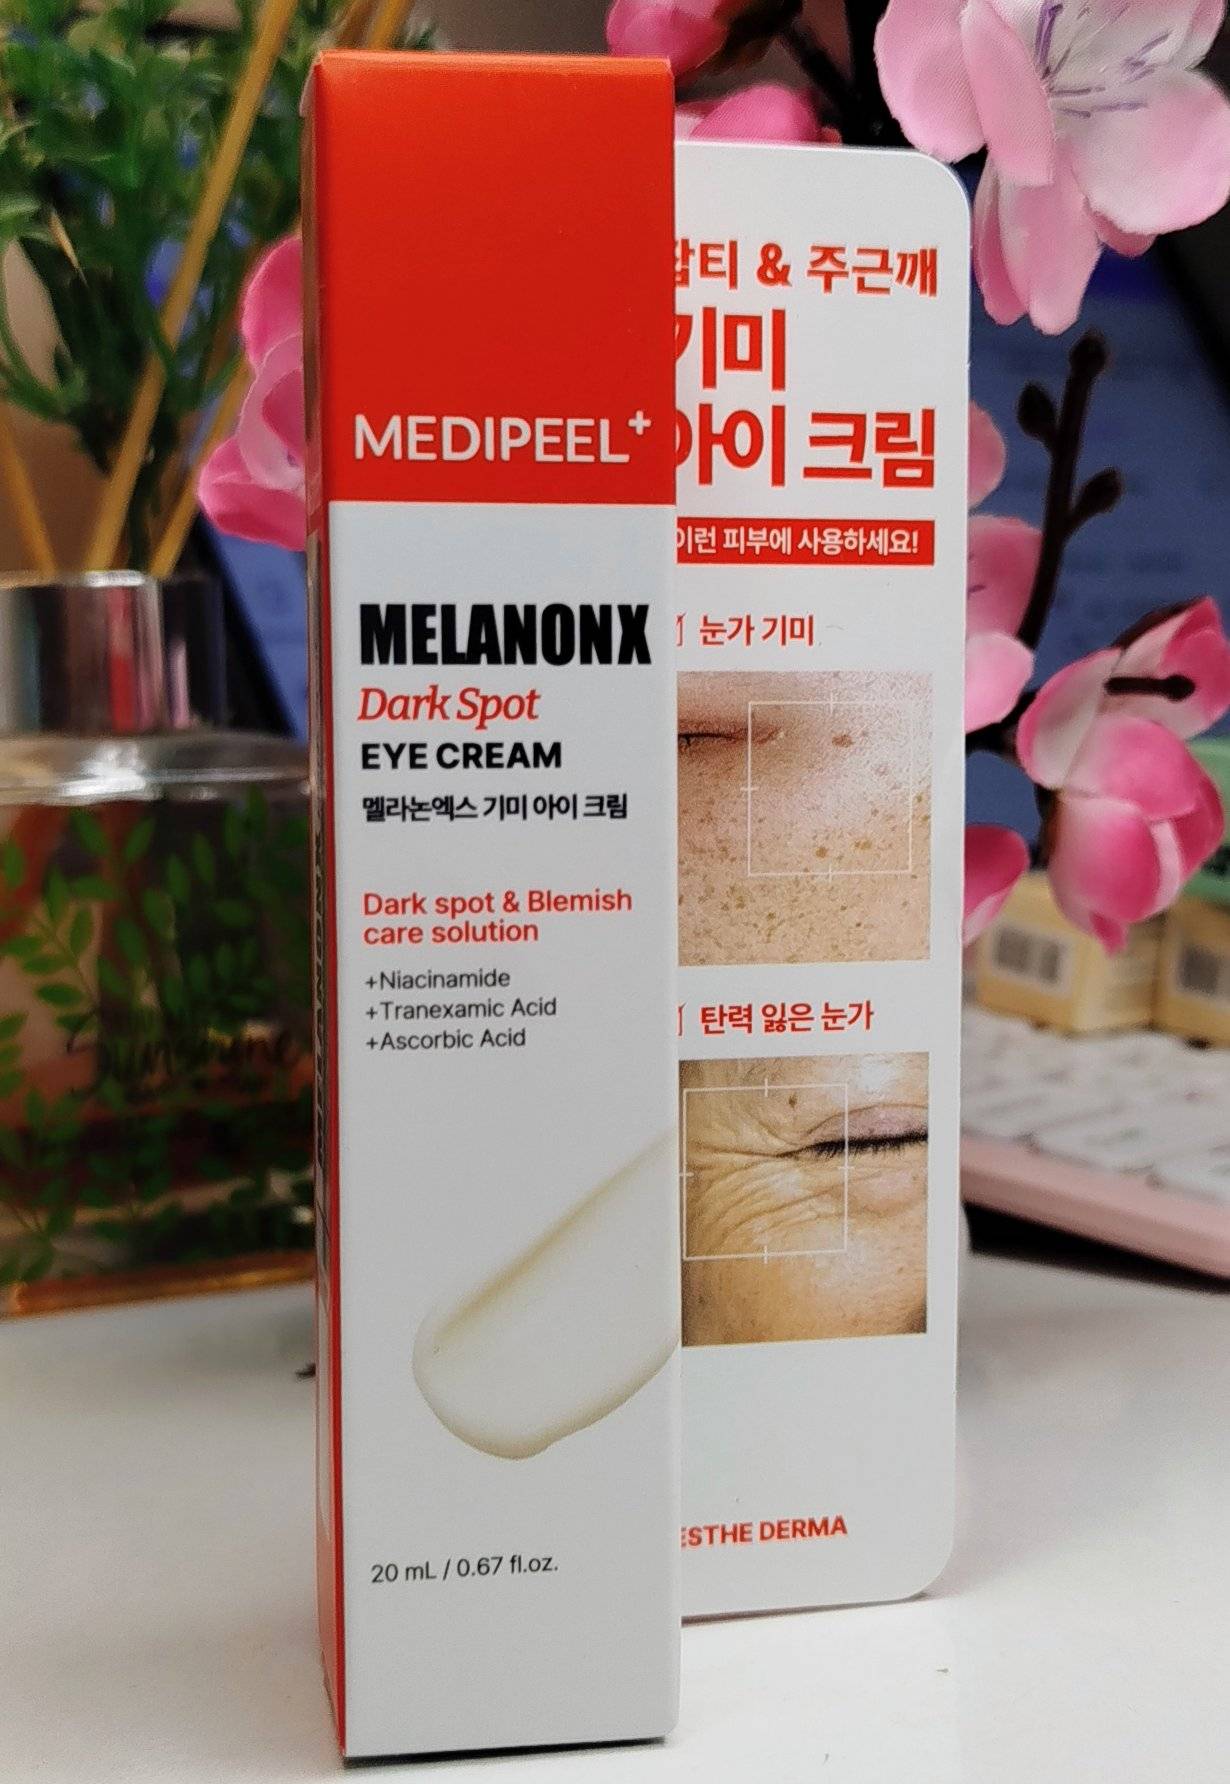 MEDIPEEL+
MELANONX
Dark Spot
EYE CREAM
멜라논엑스 기미 아이 크림
Dark spot & Blemish
care solution
+Niacinamide
+Tranexamic Acid
+Ascorbic Acid
20 mL / 0.67 fl.oz.
잡티 & 주근깨
기미
아이 크림
이런 피부에 사용하세요!
눈가 기미
탄력 잃은 눈가
ESTHE DERMA
Sunshine